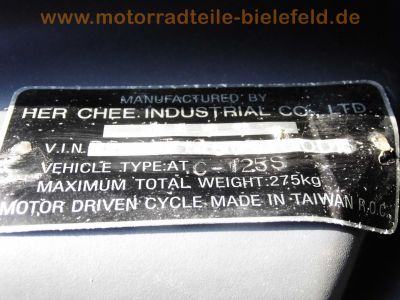 www.motorradteile-bielefeld.de
MANUFACTURED BY
HER CHEE INDUSTRIAL CO., LTD.
V.I.N.
VEHICLE TYPE:AT C-125S
MAXIMUM TOTAL WEIGHT:275kg
MOTOR DRIVEN CYCLE MADE IN TAIWAN R.O.C.